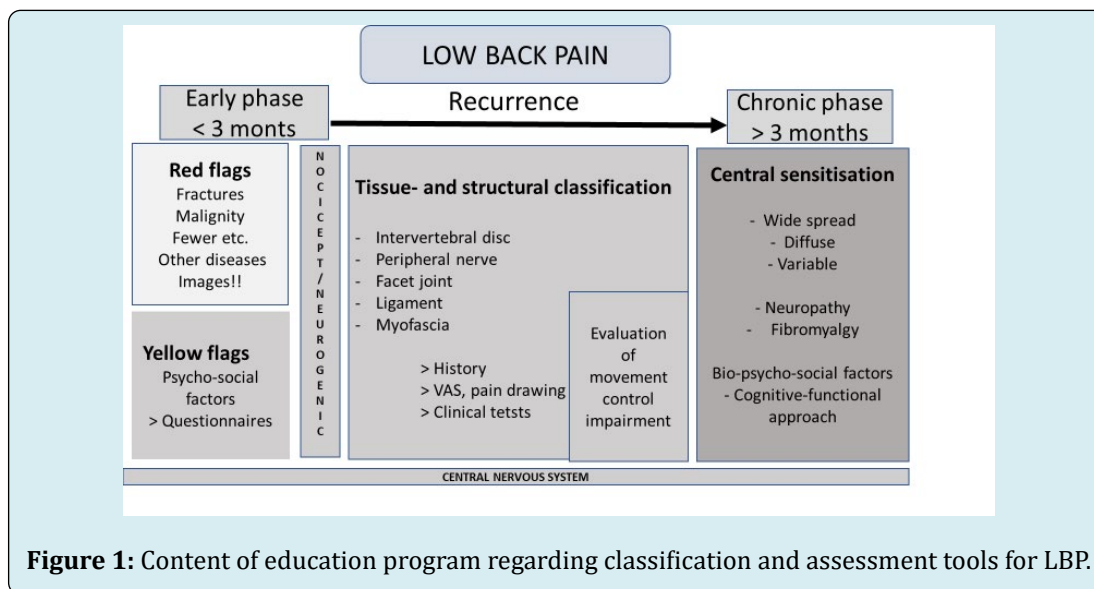 LOW BACK PAIN
Early phase
< 3 monts
Recurrence
Chronic phase
> 3 months
Red flags
Fractures
Malignity
Fewer etc.
Other diseases
Images!!
Yellow flags
Psycho-social
factors
> Questionnaires
NOCICEPT/NEUROGENNIC
Tissue- and structural classification
- Intervertebral disc
- Peripheral nerve
- Facet joint
- Ligament
- Myofascia
> History
> VAS, pain drawing
> Clinical tetsts
Evaluation
of
movement
control
impairment
Central sensitisation
- Wide spread
- Diffuse
- Variable
- Neuropathy
- Fibromyalgy
Bio-psycho-social factors
- Cognitive-functional
approach
CENTRAL NERVOUS SYSTEM
Figure 1: Content of education program regarding classification and assessment tools for LBP.